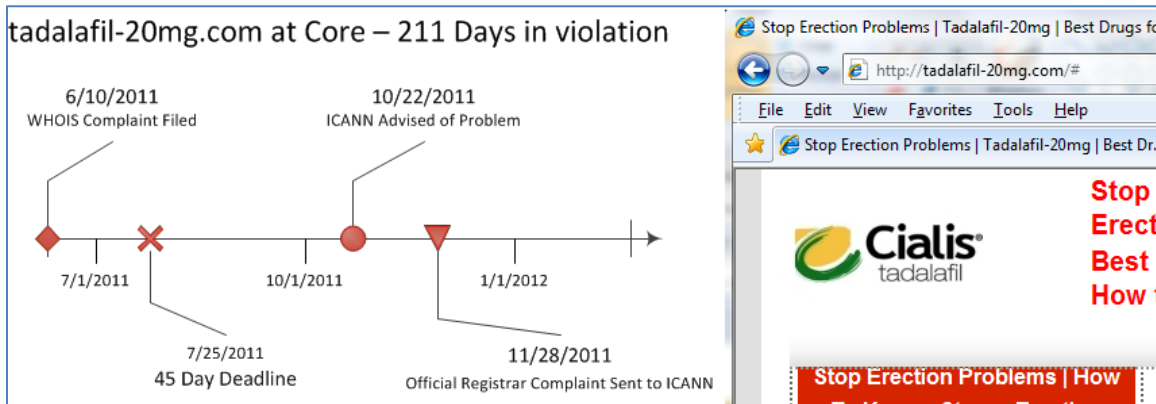 tadalafil-20mg.com at Core – 211 Days in violation
6/10/2011
WHOIS Complaint Filed
10/22/2011
ICANN Advised of Problem
7/1/2011
10/1/2011
1/1/2012
7/25/2011
45 Day Deadline
11/28/2011
Official Registrar Complaint Sent to ICANN
Stop Erection Problems | Tadalafil-20mg | Best Drugs fo
http://tadalafil-20mg.com/#
File Edit View Favorites Tools Help
Stop Erection Problems | Tadalafil-20mg | Best Dr...
Stop
Erect
Best
How
Cialis®
tadalafil
Stop Erection Problems | How